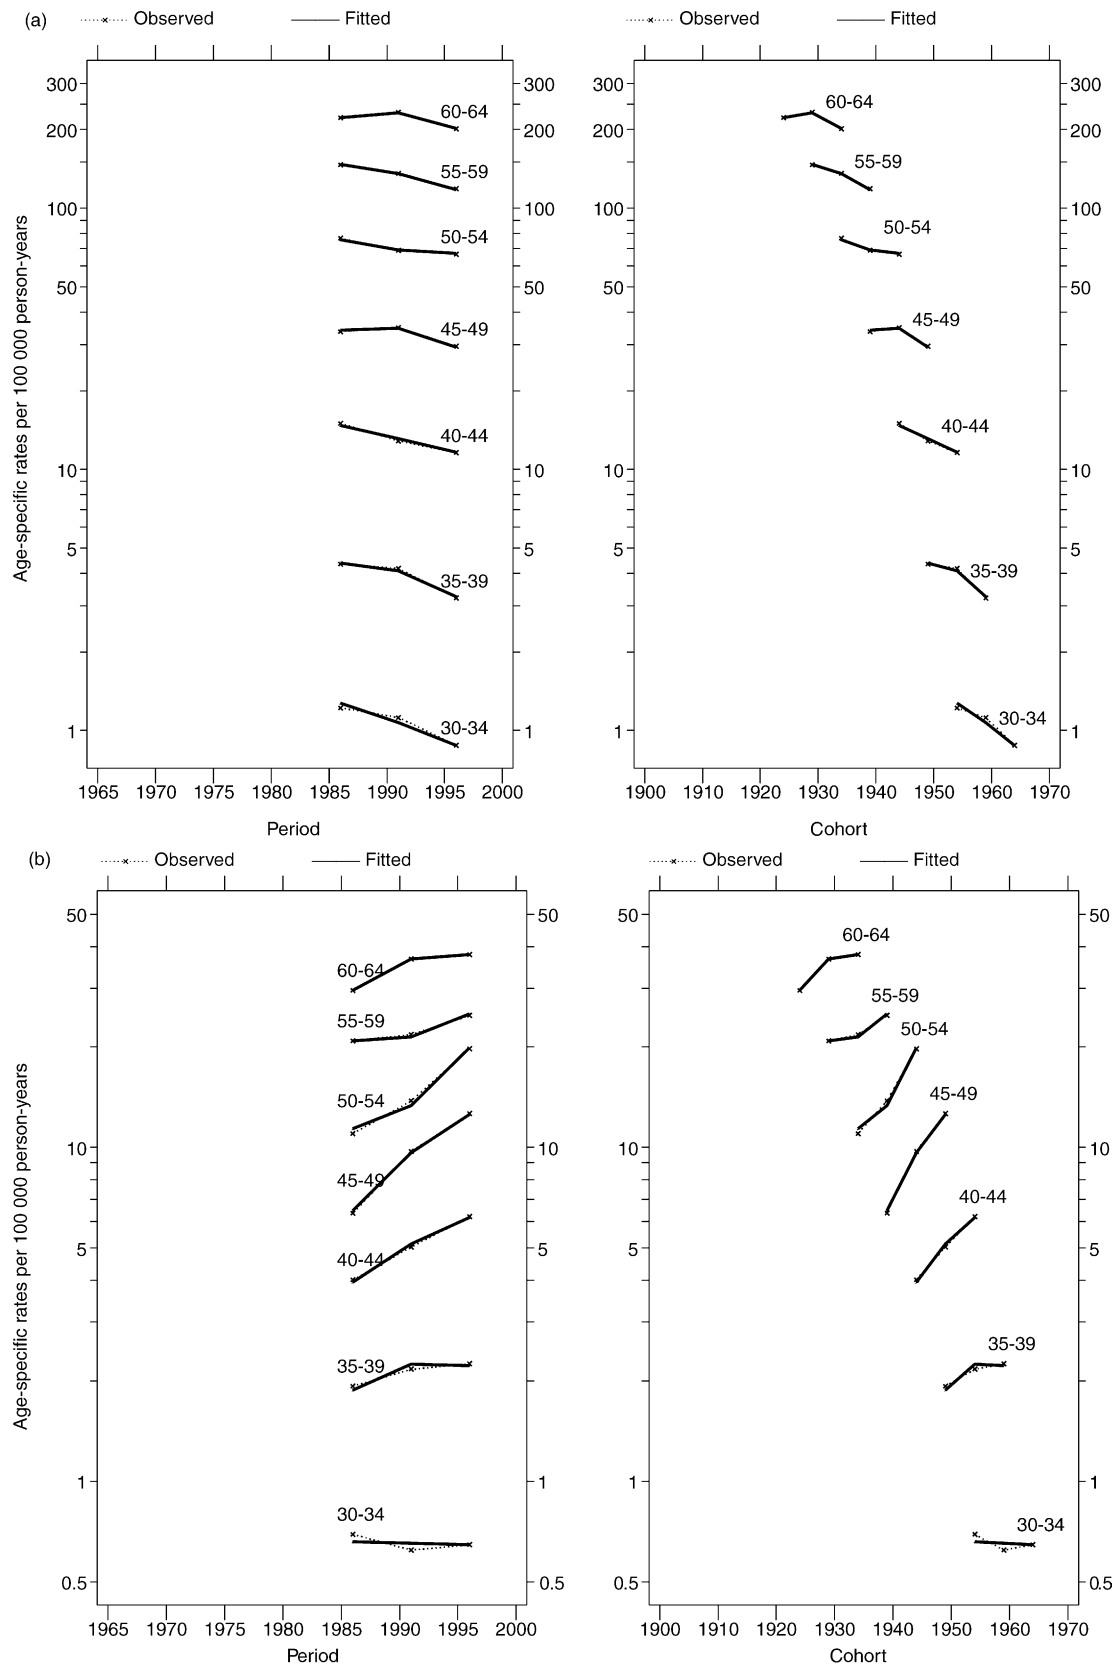 (a)
Observed Fitted Observed Fitted
300 300 300 300
200 200 200 200
100 100 100 100
50 50 50 50
10 10 10 10
5 5 5 5
1 1 1 1
60-64
55-59
50-54
45-49
40-44
35-39
30-34
60-64
55-59
50-54
45-49
40-44
35-39
30-34
Age-specific rates per 100 000 person-years
1965 1970 1975 1980 1985 1990 1995 2000
1900 1910 1920 1930 1940 1950 1960 1970
Period
Cohort
(b)
Observed Fitted Observed Fitted
50 50 50 50
10 10 10 10
5 5 5 5
1 1 1 1
0.5 0.5 0.5 0.5
60-64
55-59
50-54
45-49
40-44
35-39
30-34
60-64
55-59
50-54
45-49
40-44
35-39
30-34
Age-specific rates per 100 000 person-years
1965 1970 1975 1980 1985 1990 1995 2000
1900 1910 1920 1930 1940 1950 1960 1970
Period
Cohort